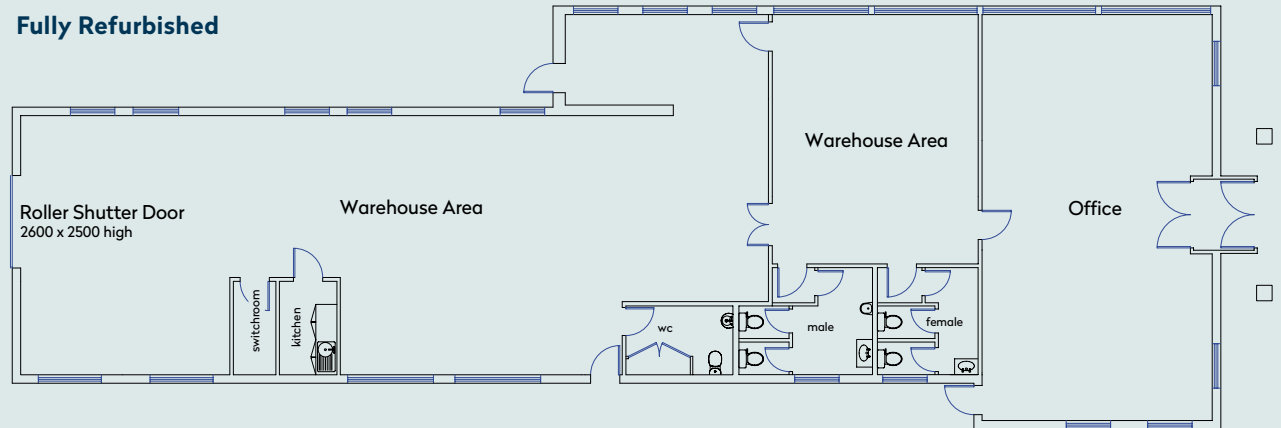 Fully Refurbished
Warehouse Area
Roller Shutter Door
2600 x 2500 high
Warehouse Area
Office
switchroom
kitchen
wc
male
female